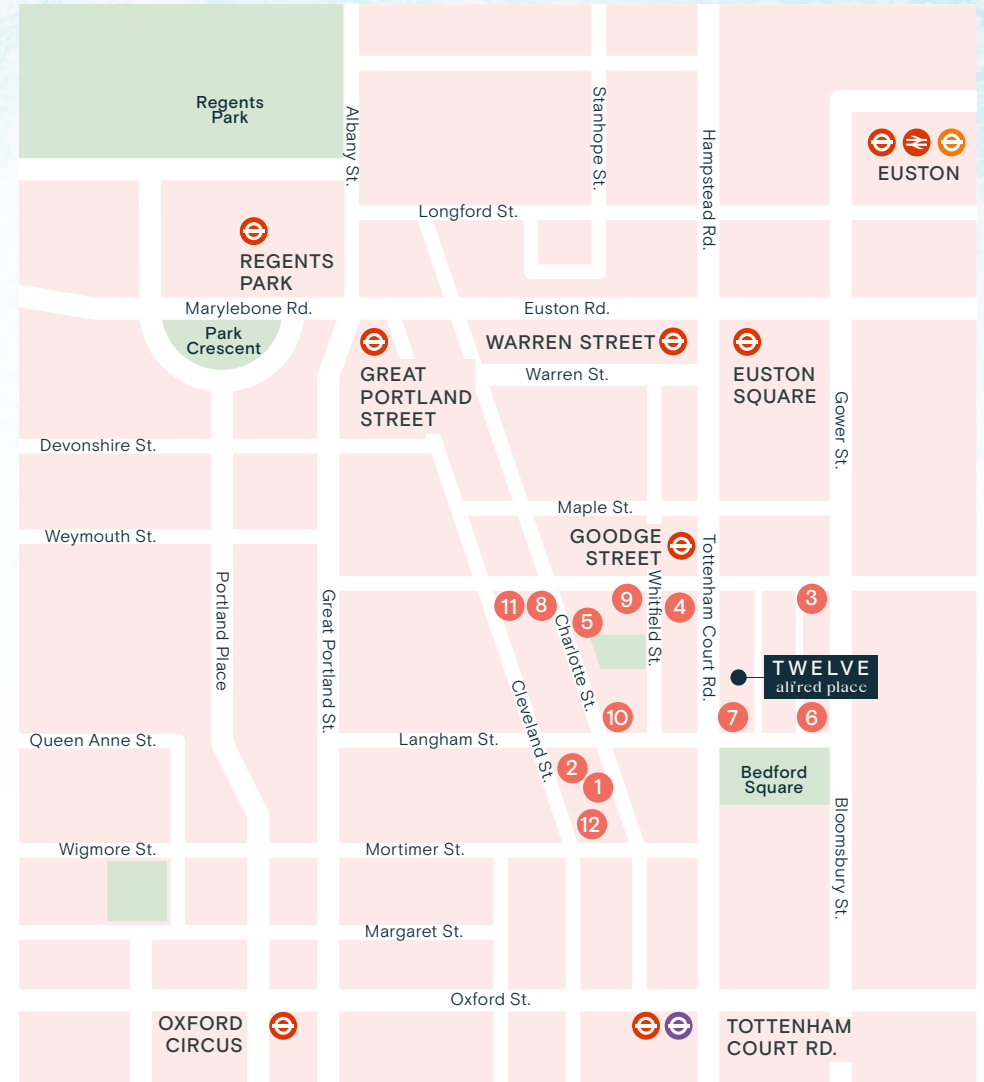 Regents
Park
Albany St.
Stanhope St.
Hampstead Rd.
EUSTON
Longford St.
REGENTS
PARK
Marylebone Rd.
Euston Rd.
Park
Crescent
GREAT
PORTLAND
STREET
WARREN STREET
Warren St.
EUSTON
SQUARE
Gower St.
Devonshire St.
Maple St.
Weymouth St.
GOODGE
STREET
Portland Place
Great Portland St.
Whitfield St.
Tottenham Court Rd.
11
8
5
9
4
3
Charlotte St.
Cleveland St.
TWELVE
alfred place
10
7
6
Queen Anne St.
Langham St.
2
1
12
Bedford
Square
Bloomsbury St.
Wigmore St.
Mortimer St.
Margaret St.
Oxford St.
OXFORD
CIRCUS
TOTTENHAM
COURT RD.